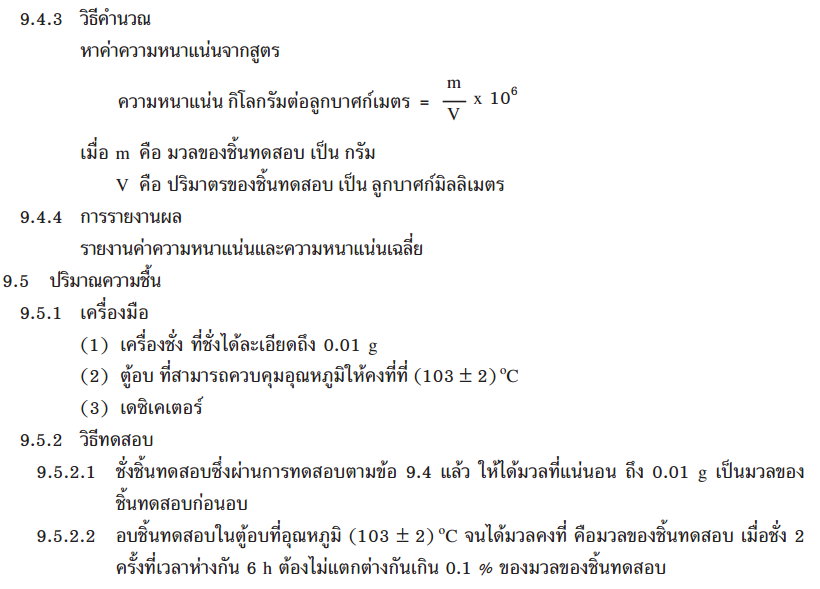 9.4.3 วิธีคำนวณ
หาค่าความหนาแน่นจากสูตร
ความหนาแน่น กิโลกรัมต่อลูกบาศก์เมตร = m/V x 10⁶
เมื่อ m คือ มวลของชิ้นทดสอบ เป็น กรัม
V คือ ปริมาตรของชิ้นทดสอบ เป็น ลูกบาศก์มิลลิเมตร
9.4.4 การรายงานผล
รายงานค่าความหนาแน่นและความหนาแน่นเฉลี่ย
9.5 ปริมาณความชื้น
9.5.1 เครื่องมือ
(1) เครื่องชั่ง ที่ชั่งได้ละเอียดถึง 0.01 g
(2) ตู้อบ ที่สามารถควบคุมอุณหภูมิให้คงที่ที่ (103 ± 2) ºC
(3) เดซิเคเตอร์
9.5.2 วิธีทดสอบ
9.5.2.1 ชั่งชิ้นทดสอบซึ่งผ่านการทดสอบตามข้อ 9.4 แล้ว ให้ได้มวลที่แน่นอน ถึง 0.01 g เป็นมวลของ
ชิ้นทดสอบก่อนอบ
9.5.2.2 อบชิ้นทดสอบในตู้อบที่อุณหภูมิ (103 ± 2) ºC จนได้มวลคงที่ คือมวลของชิ้นทดสอบ เมื่อชั่ง 2
ครั้งที่เวลาห่างกัน 6 h ต้องไม่แตกต่างกันเกิน 0.1 % ของมวลของชิ้นทดสอบ